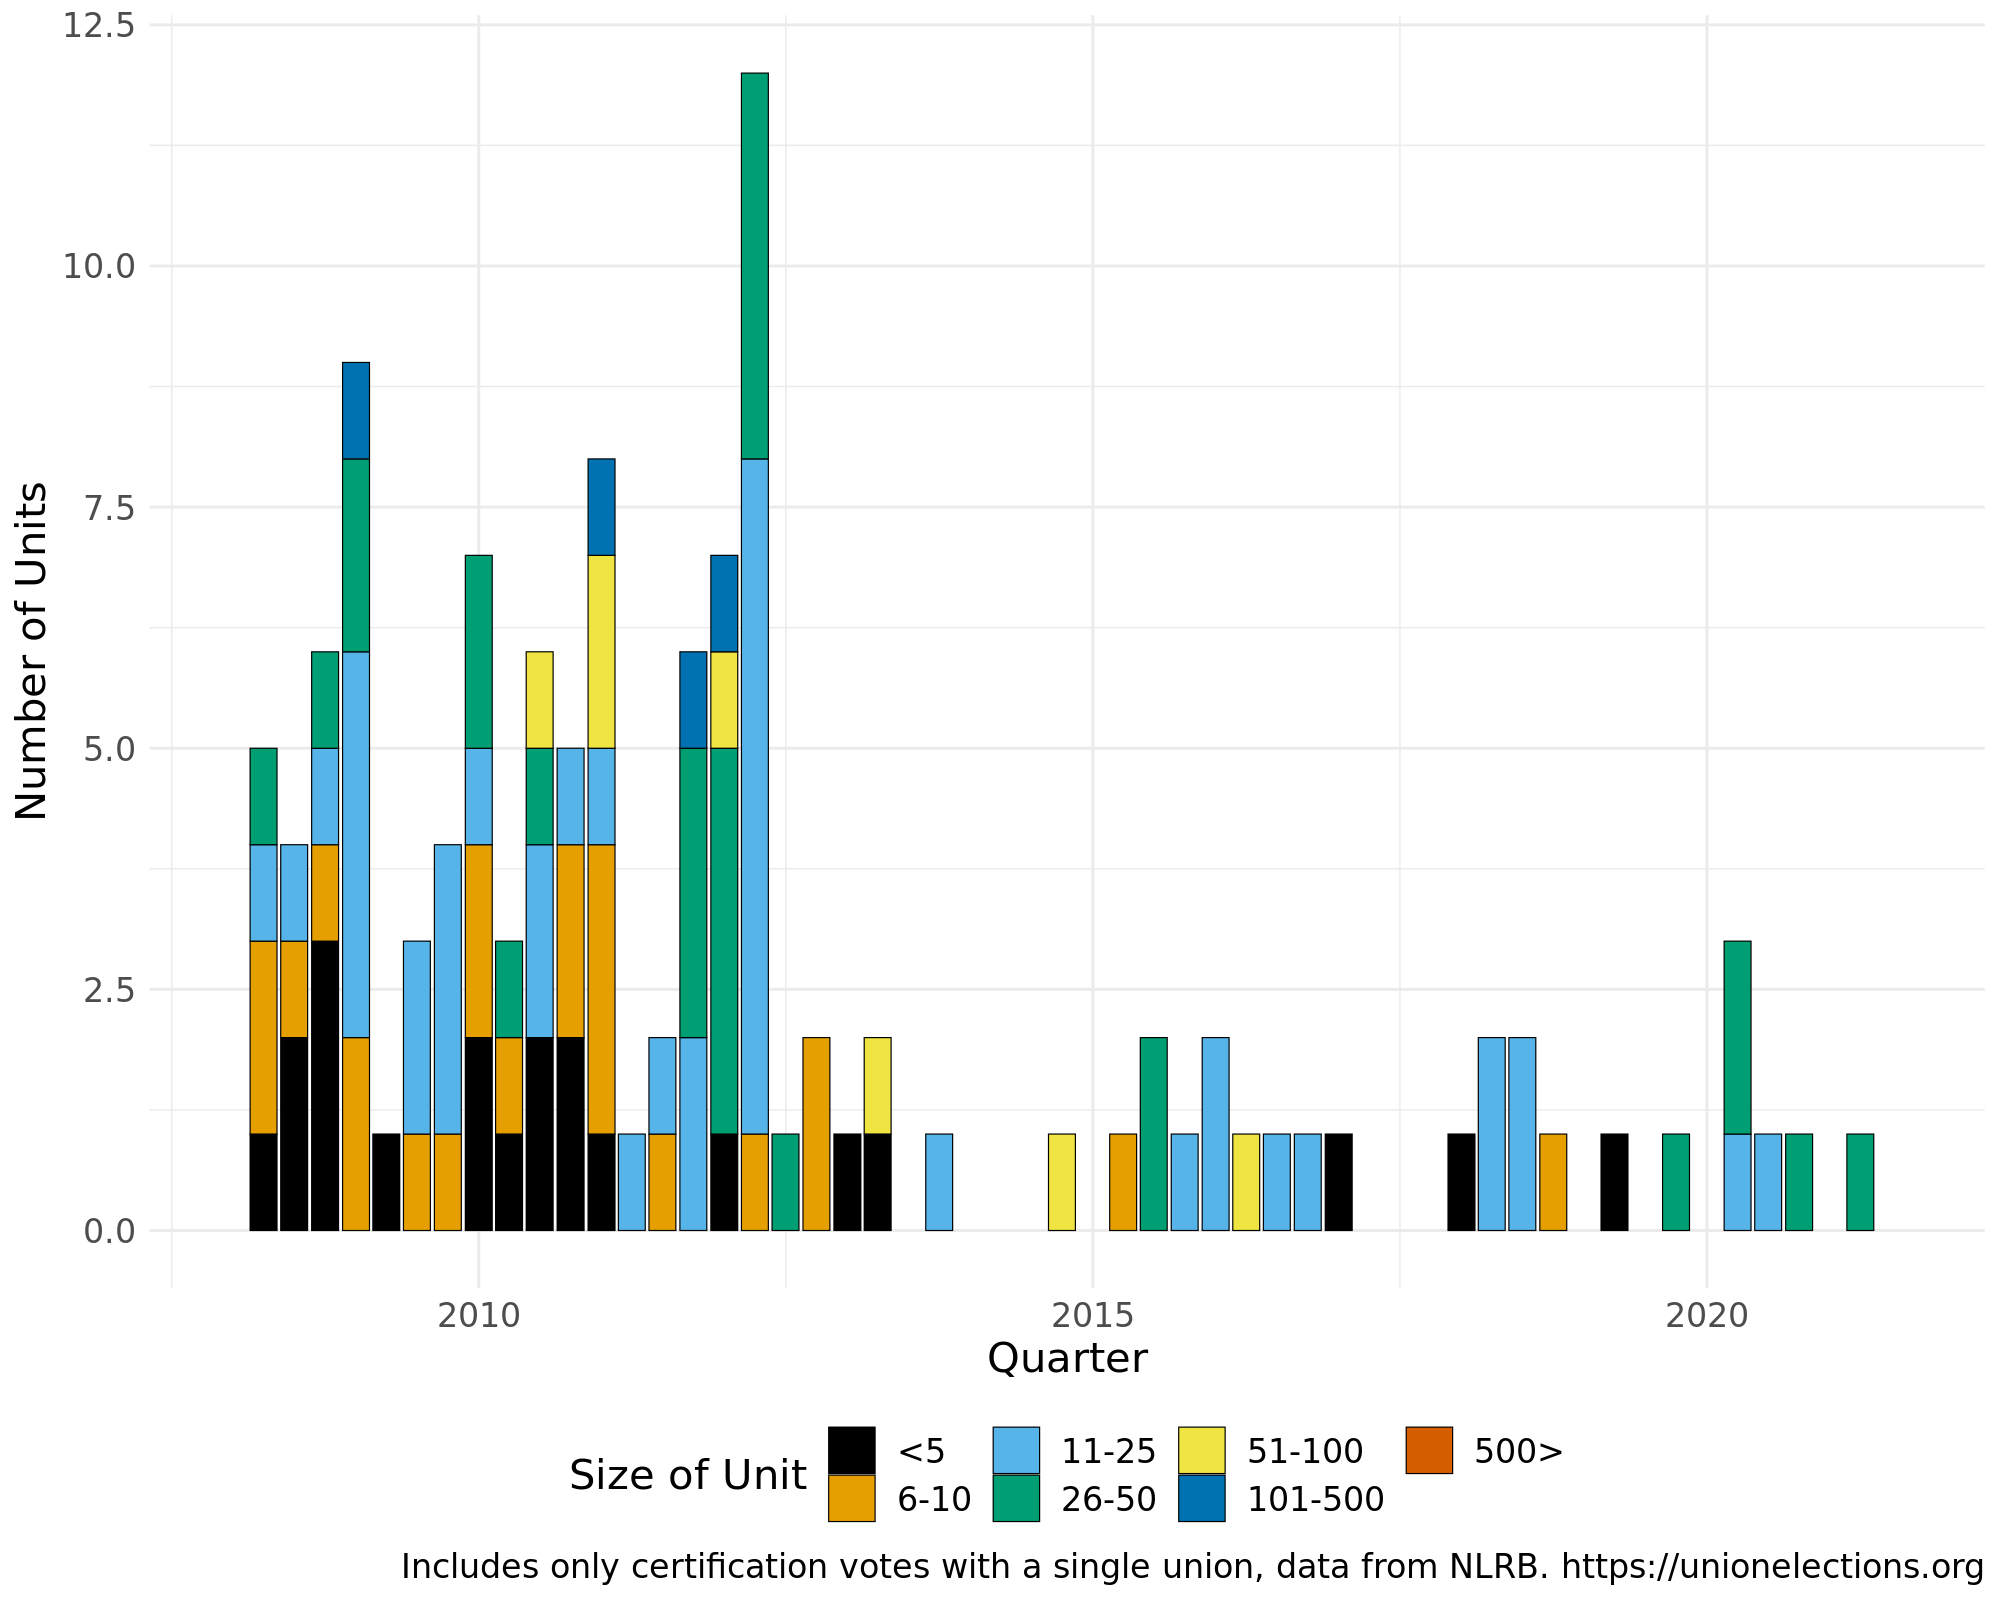 12.5
10.0
7.5
5.0
2.5
0.0
Number of Units
2010 2015 2020
Quarter
Size of Unit
<5 11-25 51-100 500>
6-10 26-50 101-500
Includes only certification votes with a single union, data from NLRB. https://unionelections.org